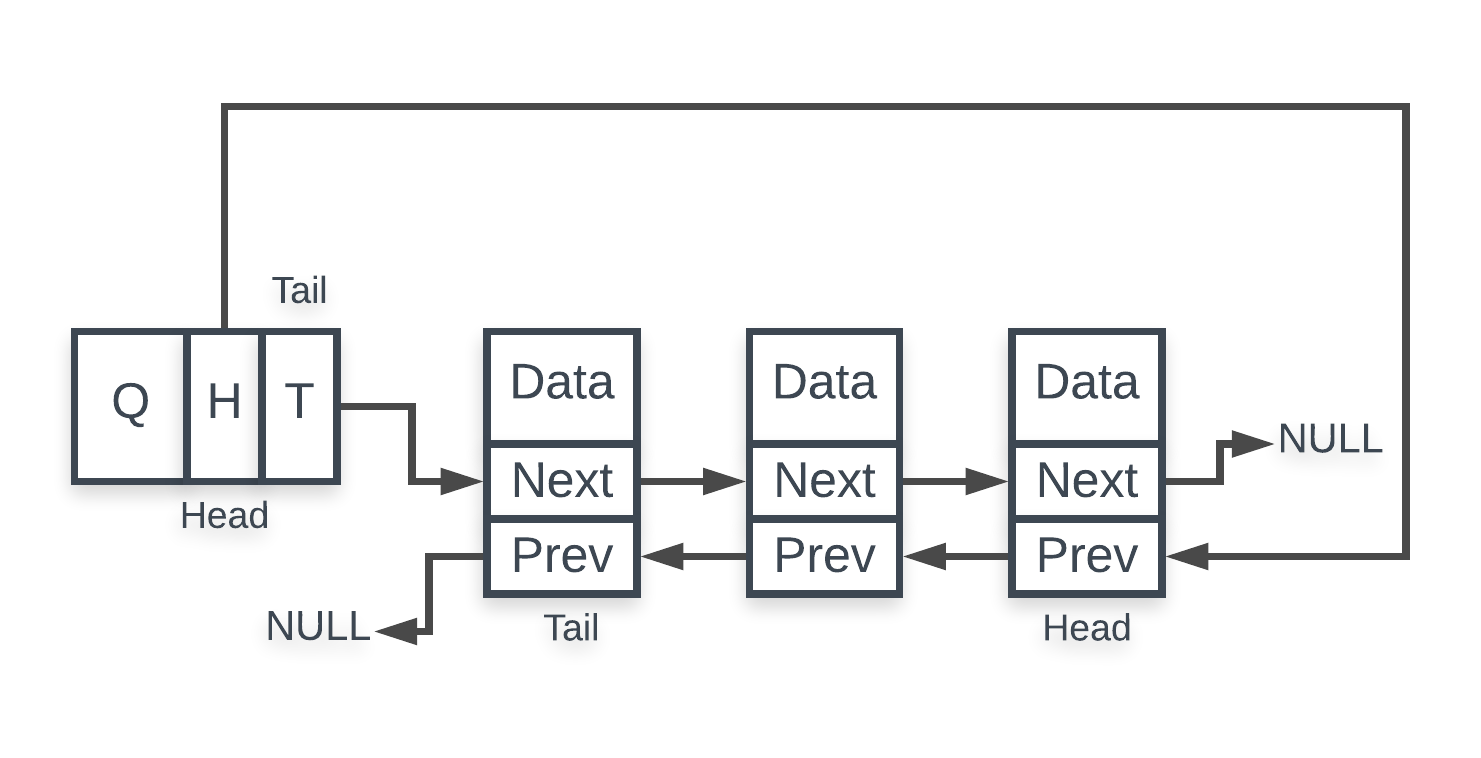 Tail
Q H T
Head
Data Data Data
Next Next Next
NULL
Prev Prev Prev
NULL
Tail
Head